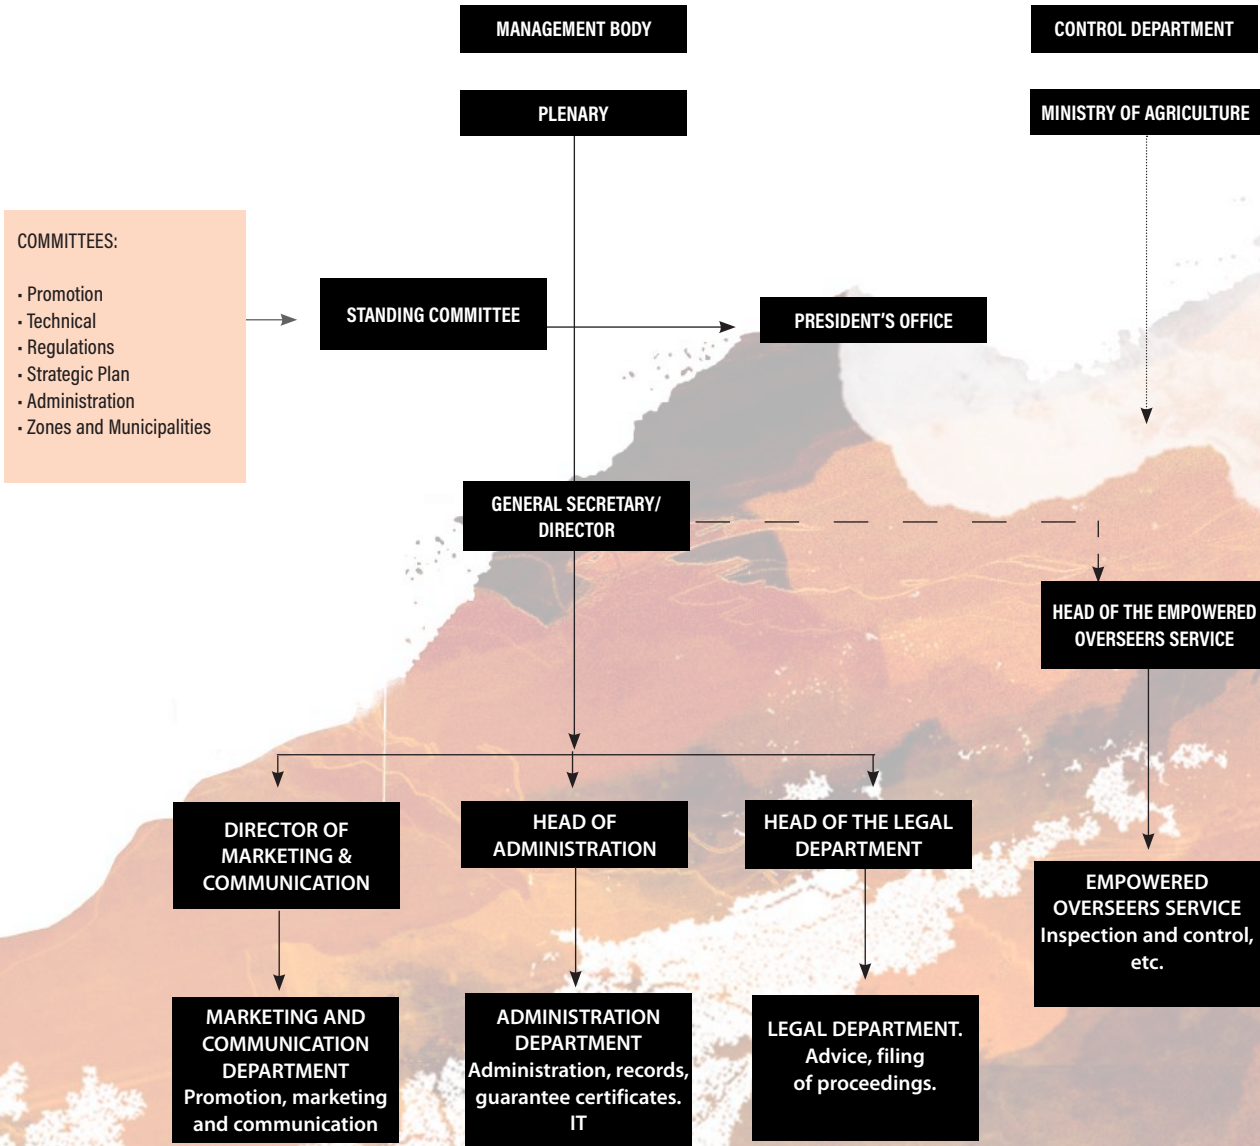 MANAGEMENT BODY
CONTROL DEPARTMENT
PLENARY
MINISTRY OF AGRICULTURE
COMMITTEES:
• Promotion
• Technical
• Regulations
• Strategic Plan
• Administration
• Zones and Municipalities
STANDING COMMITTEE
PRESIDENT'S OFFICE
GENERAL SECRETARY/
DIRECTOR
HEAD OF THE EMPOWERED
OVERSEERS SERVICE
DIRECTOR OF
MARKETING &
COMMUNICATION
HEAD OF
ADMINISTRATION
HEAD OF THE LEGAL
DEPARTMENT
EMPOWERED
OVERSEERS SERVICE
Inspection and control,
etc.
MARKETING AND
COMMUNICATION
DEPARTMENT
Promotion, marketing
and communication
ADMINISTRATION
DEPARTMENT
Administration, records,
guarantee certificates.
IT
LEGAL DEPARTMENT.
Advice, filing
of proceedings.